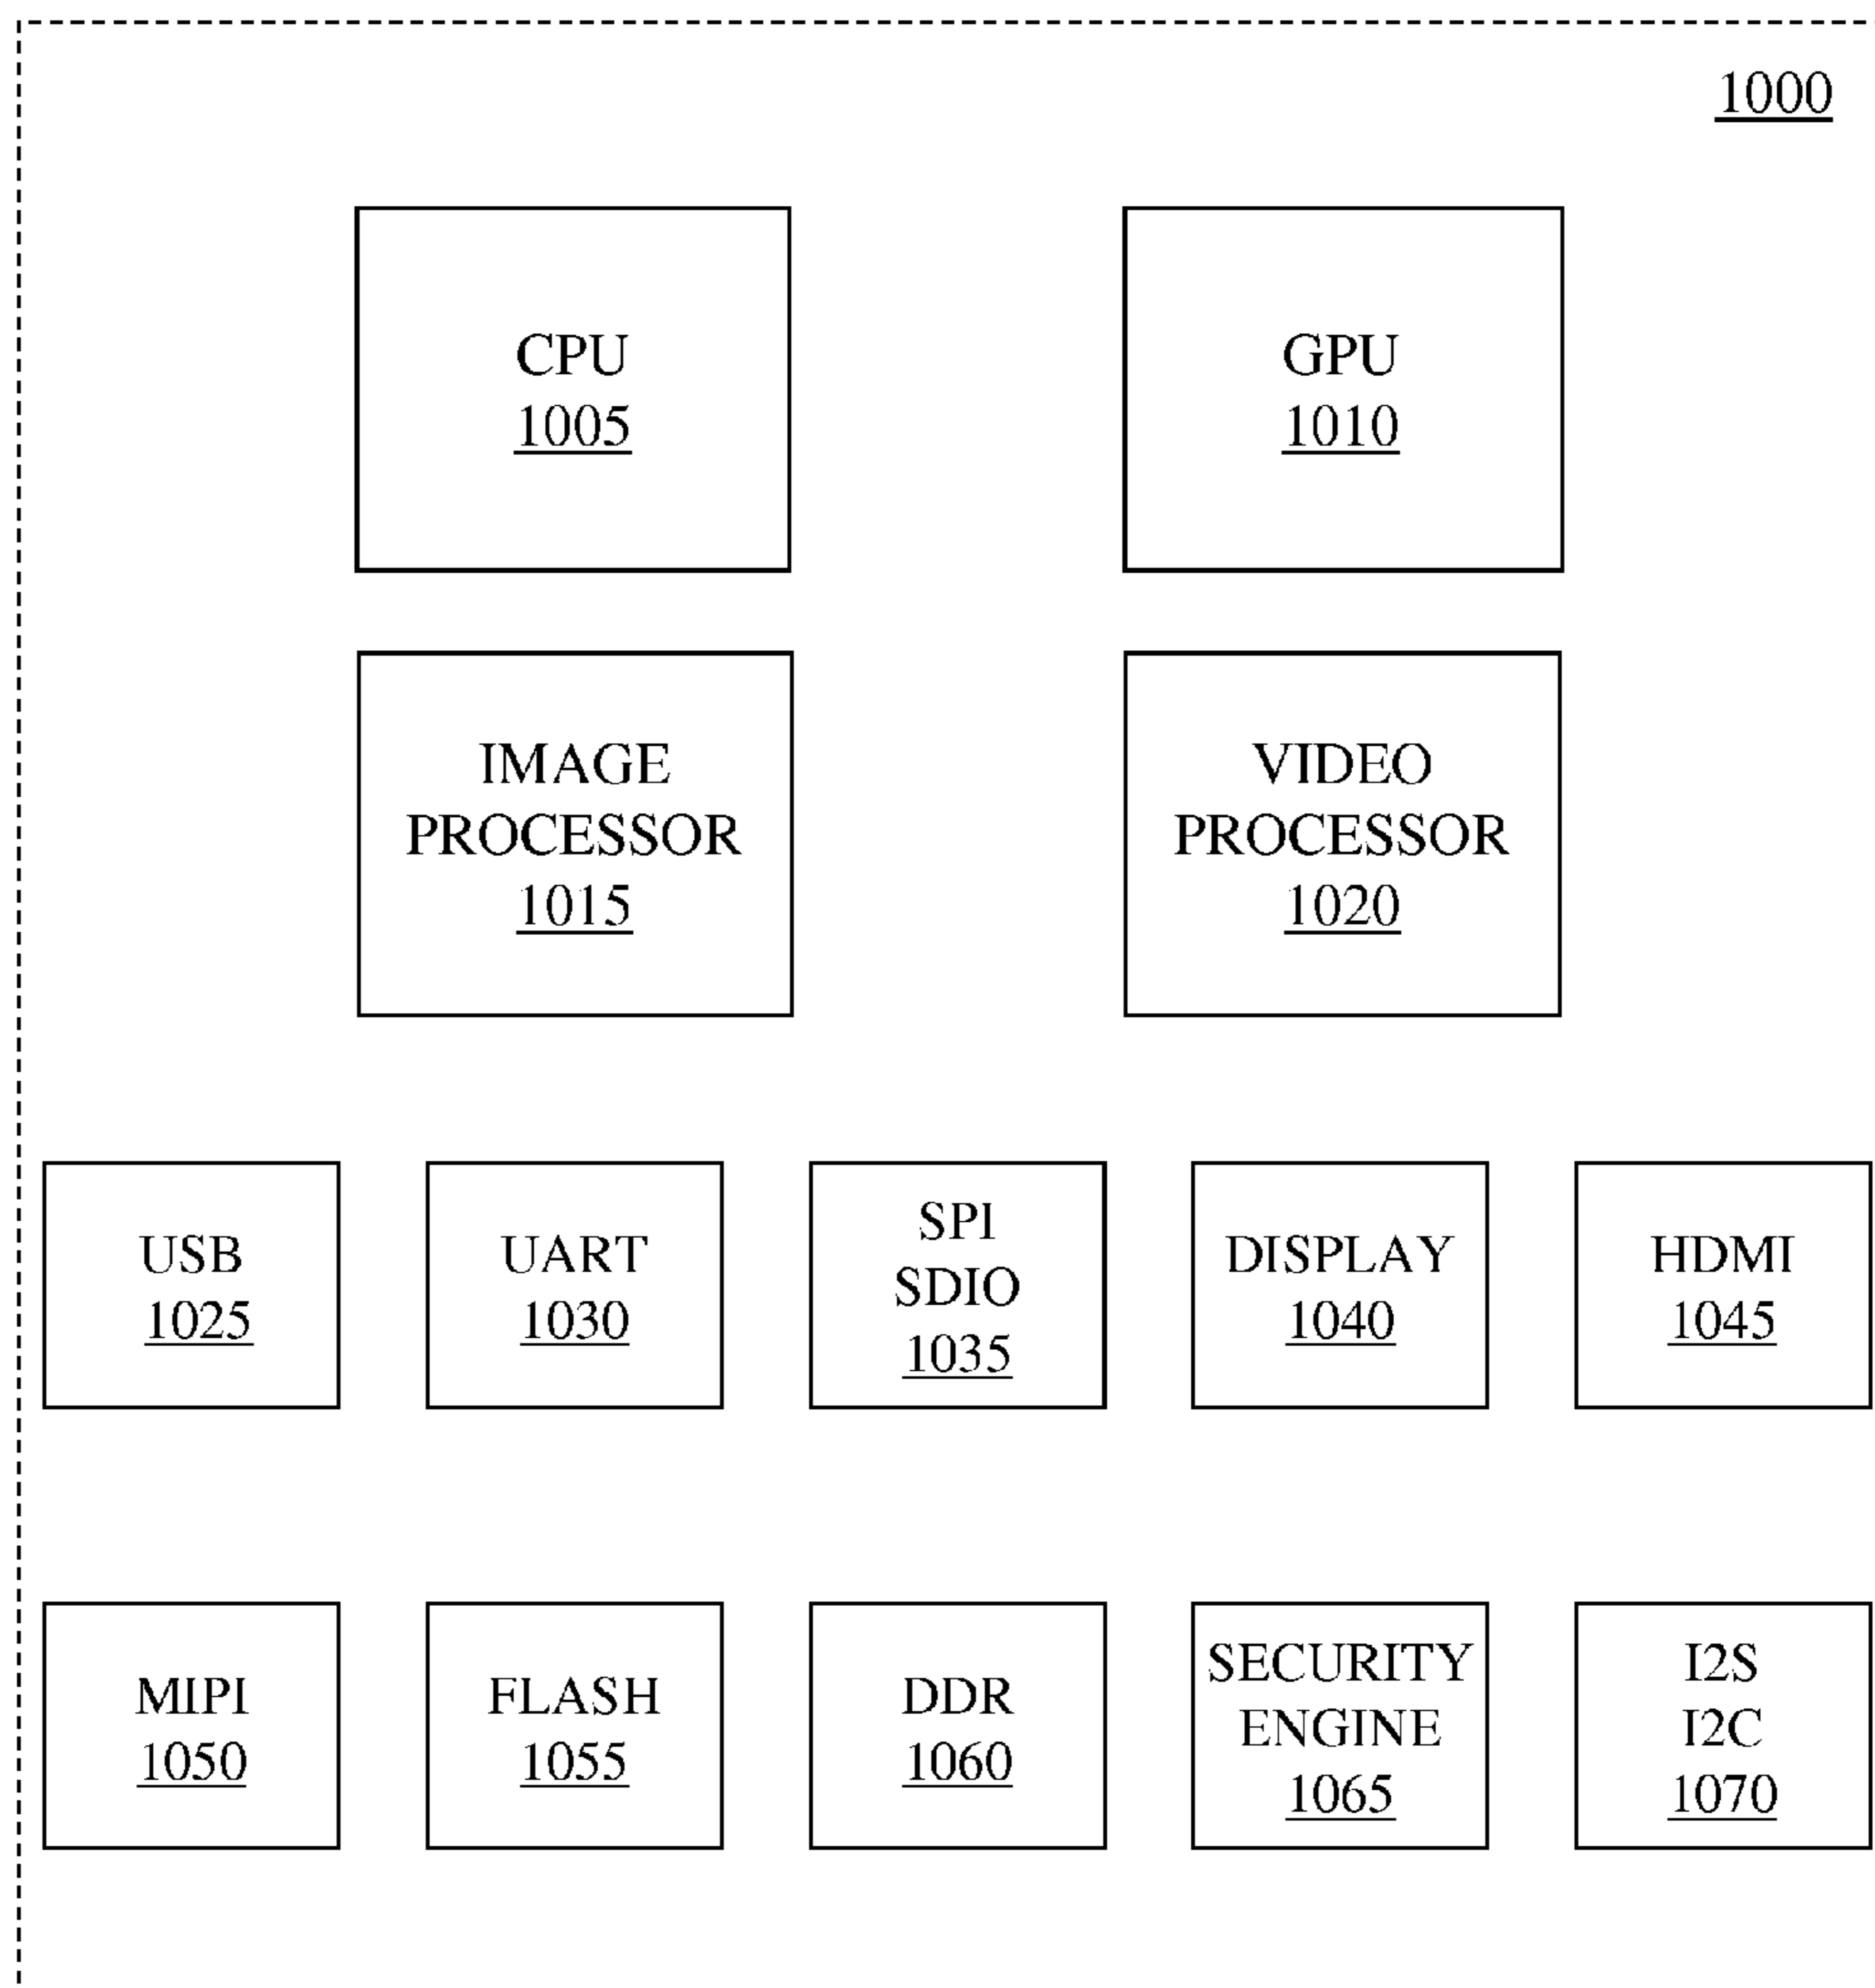 1000
CPU
1005
GPU
1010
IMAGE
PROCESSOR
1015
VIDEO
PROCESSOR
1020
USB
1025
UART
1030
SPI
SDIO
1035
DISPLAY
1040
HDMI
1045
MIPI
1050
FLASH
1055
DDR
1060
SECURITY
ENGINE
1065
I2S
I2C
1070